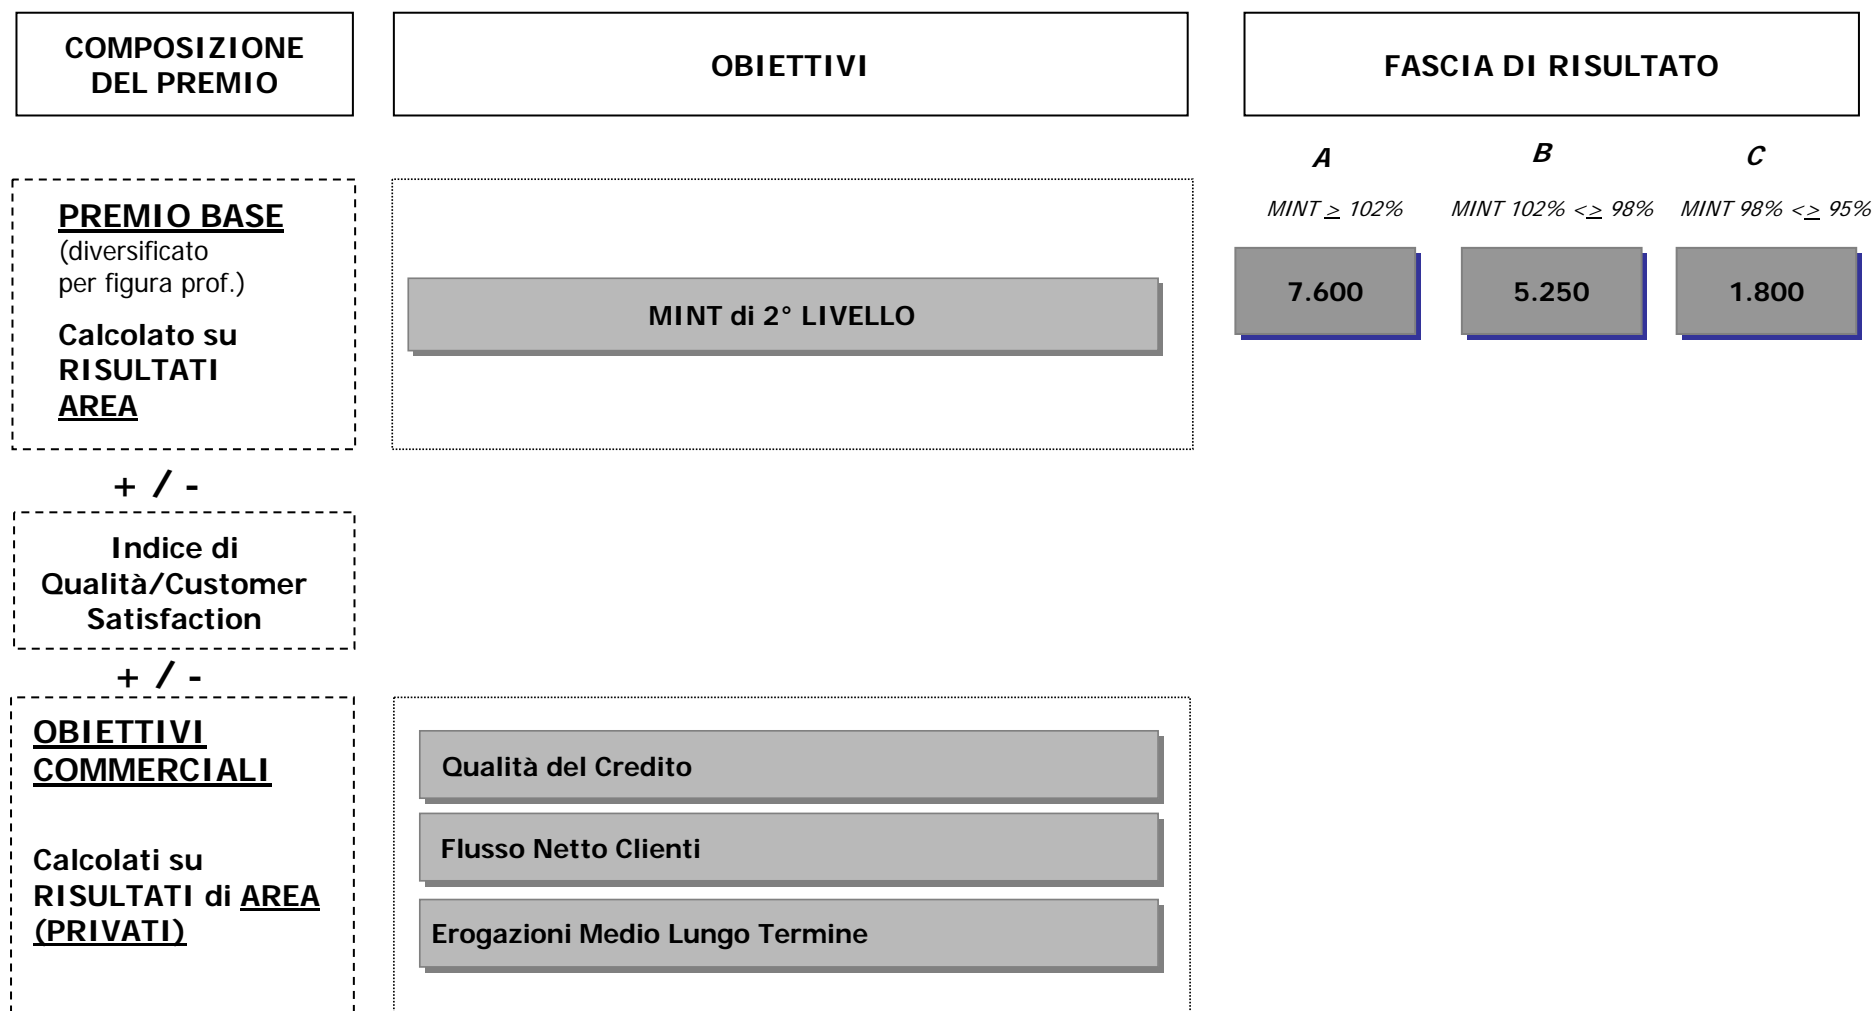 COMPOSIZIONE
DEL PREMIO
OBIETTIVI
FASCIA DI RISULTATO
A
B
C
MINT > 102%
MINT 102% <> 98%
MINT 98% <> 95%
PREMIO BASE
(diversificato
per figura prof.)
Calcolato su
RISULTATI
AREA
MINT di 2° LIVELLO
7.600
5.250
1.800
+ / -
Indice di
Qualità/Customer
Satisfaction
+ / -
OBIETTIVI
COMMERCIALI
Calcolati su
RISULTATI di AREA
(PRIVATI)
Qualità del Credito
Flusso Netto Clienti
Erogazioni Medio Lungo Termine